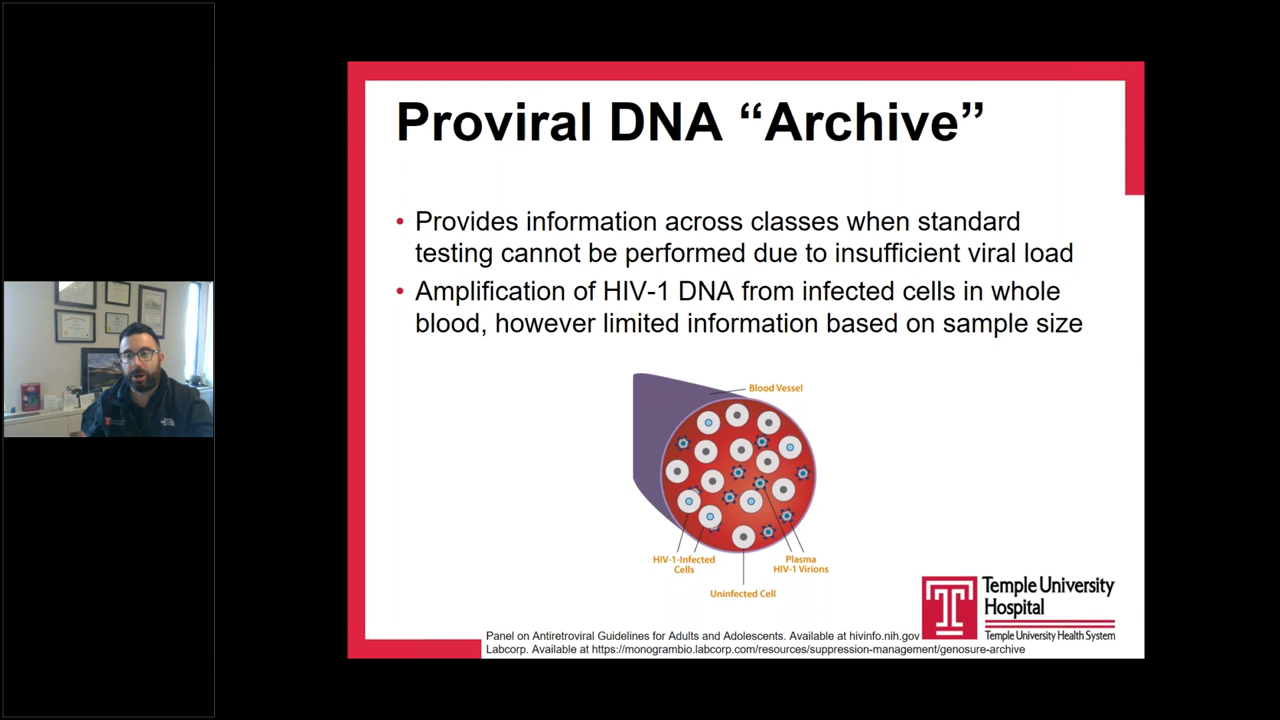 Proviral DNA “Archive”
• Provides information across classes when standard
testing cannot be performed due to insufficient viral load
• Amplification of HIV-1 DNA from infected cells in whole
blood, however limited information based on sample size
Blood Vessel
HIV-1-Infected
Cells
Plasma
HIV-1 Virions
Uninfected Cell
Temple University
Hospital
Temple University Health System
Panel on Antiretroviral Guidelines for Adults and Adolescents. Available at hivinfo.nih.gov
Labcorp. Available at https://monogrambio.labcorp.com/resources/suppression-management/genosure-archive